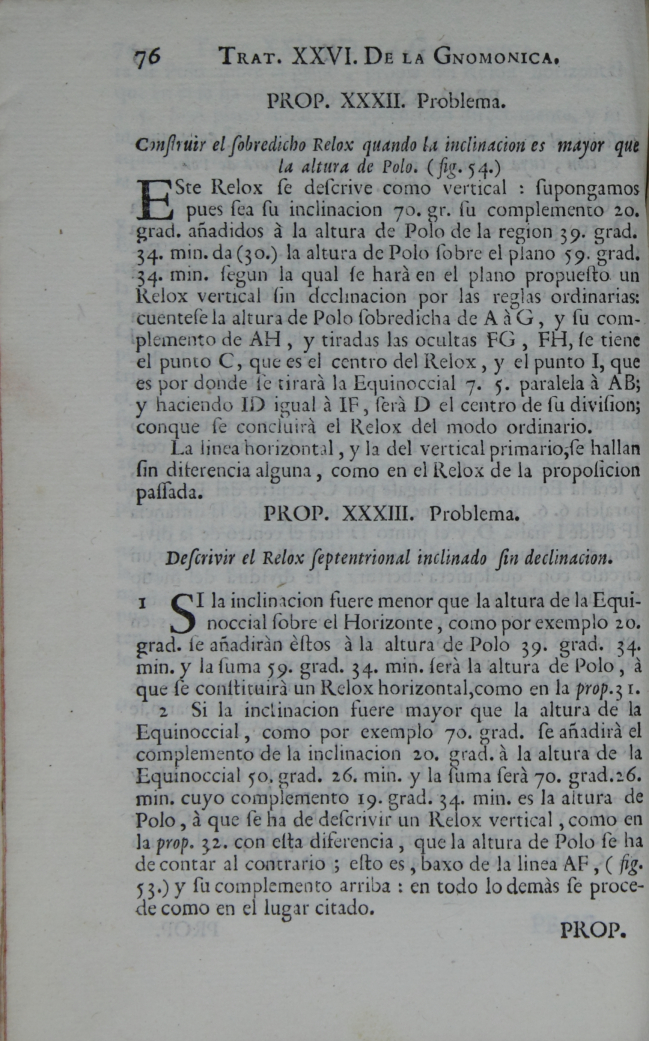 76 TRAT. XXVI. DE LA GNOMONICA.
PROP. XXXII. Problema.
Conſtruir el ſobredicho Relox quando la inclinacion es mayor que
la altura de Polo. (fig. 54.)
ESte Relox ſe deſcrive como vertical : ſupongamos
pues ſea ſu inclinacion 70. gr. ſu complemento 20.
grad. añadidos à la altura de Polo de la region 39. grad.
34. min. da (30.) la altura de Polo ſobre el plano 59. grad.
34. min. ſegun la qual ſe harà en el plano propueſto un
Relox vertical ſin declinacion por las reglas ordinarias:
cuenteſe la altura de Polo ſobredicha de A à G, y ſu com-
plemento de AH, y tiradas las ocultas FG, FH, ſe tiene
el punto C, que es el centro del Relox, y el punto I, que
es por donde ſe tirarà la Equinoccial 7. 5. paralela à AB;
y haciendo ID igual à IF, ſerà D el centro de ſu diviſion;
conque ſe concluirà el Relox del modo ordinario.
La linea horizontal, y la del vertical primario, ſe hallan
ſin diferencia alguna, como en el Relox de la propoſicion
paſſada.
PROP. XXXIII. Problema.
Deſcrivir el Relox ſeptentrional inclinado ſin declinacion.
1 SI la inclinacion fuere menor que la altura de la Equi-
noccial ſobre el Horizonte, como por exemplo 20.
grad. ſe añadiràn èſtos à la altura de Polo 39. grad. 34.
min. y la ſuma 59. grad. 34. min. ſerà la altura de Polo, à
que ſe conſtituirà un Relox horizontal, como en la prop. 31.
2 Si la inclinacion fuere mayor que la altura de la
Equinoccial, como por exemplo 70. grad. ſe añadirà el
complemento de la inclinacion 20. grad. à la altura de la
Equinoccial 50. grad. 26. min. y la ſuma ſerà 70. grad. 26.
min. cuyo complemento 19. grad. 34. min. es la altura de
Polo, à que ſe ha de deſcrivir un Relox vertical, como en
la prop. 32. con eſta diferencia, que la altura de Polo ſe ha
de contar al contrario ; eſto es, baxo de la linea AF, ( fig.
53.) y ſu complemento arriba : en todo lo demàs ſe proce-
de como en el lugar citado.
PROP.